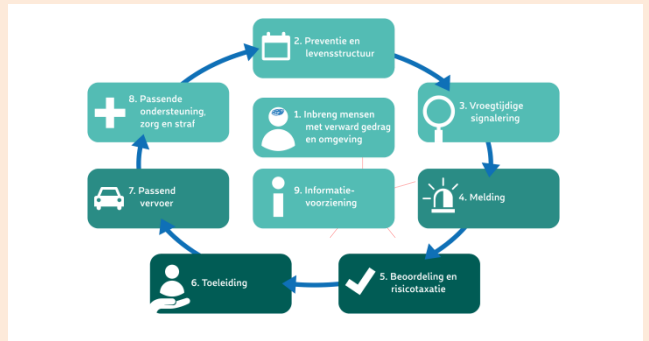 2. Preventie en
levensstructuur
8. Passende
ondersteuning,
zorg en straf
1. Inbreng mensen
met verward gedrag
en omgeving
3. Vroegtijdige
signalering
7. Passend
vervoer
9. Informatie-
voorziening
4. Melding
6. Toeleiding
5. Beoordeling en
risicotaxatie